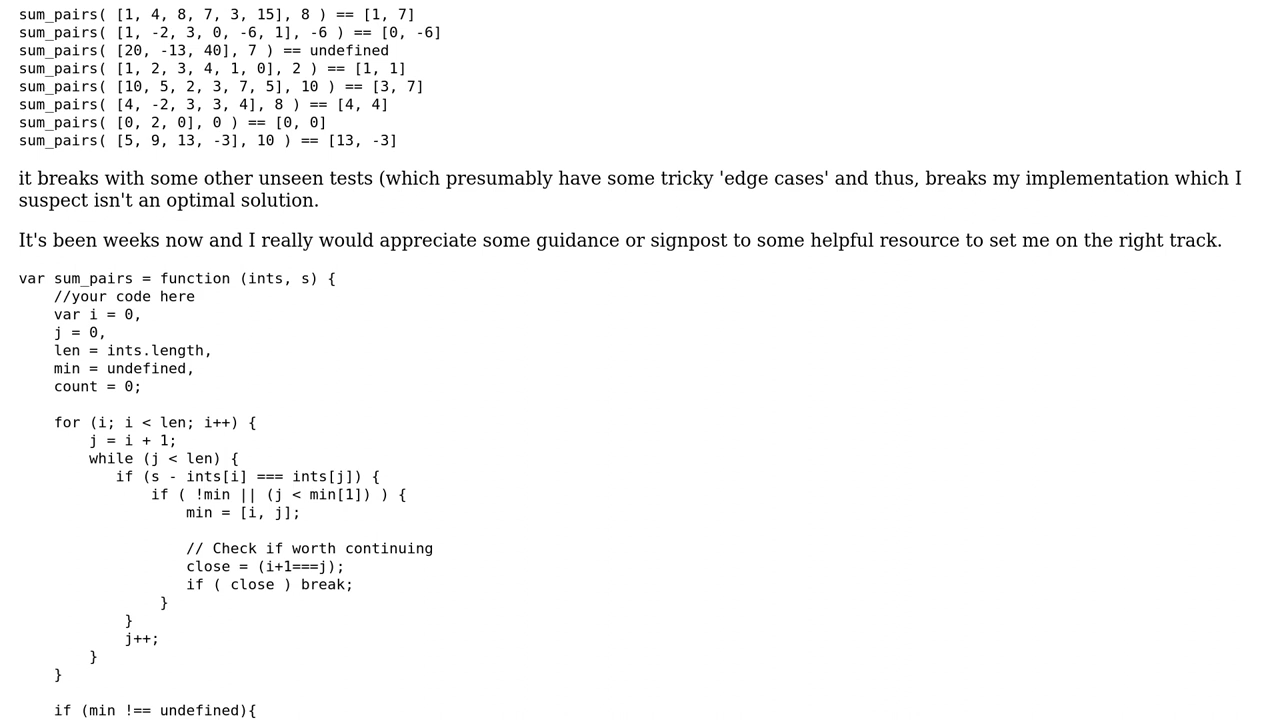 sum_pairs( [1, 4, 8, 7, 3, 15], 8 ) == [1, 7]
sum_pairs( [1, -2, 3, 0, -6, 1], -6 ) == [0, -6]
sum_pairs( [20, -13, 40], 7 ) == undefined
sum_pairs( [1, 2, 3, 4, 1, 0], 2 ) == [1, 1]
sum_pairs( [10, 5, 2, 3, 7, 5], 10 ) == [3, 7]
sum_pairs( [4, -2, 3, 3, 4], 8 ) == [4, 4]
sum_pairs( [0, 2, 0], 0 ) == [0, 0]
sum_pairs( [5, 9, 13, -3], 10 ) == [13, -3]
it breaks with some other unseen tests (which presumably have some tricky 'edge cases' and thus, breaks my implementation which I
suspect isn't an optimal solution.
It's been weeks now and I really would appreciate some guidance or signpost to some helpful resource to set me on the right track.
var sum_pairs = function (ints, s) {
    //your code here
    var i = 0,
    j = 0,
    len = ints.length,
    min = undefined,
    count = 0;
    for (i; i < len; i++) {
        j = i + 1;
        while (j < len) {
           if (s - ints[i] === ints[j]) {
               if ( !min || (j < min[1]) ) {
                   min = [i, j];
                   // Check if worth continuing
                   close = (i+1===j);
                   if ( close ) break;
                }
            }
            j++;
        }
    }
    if (min !== undefined){